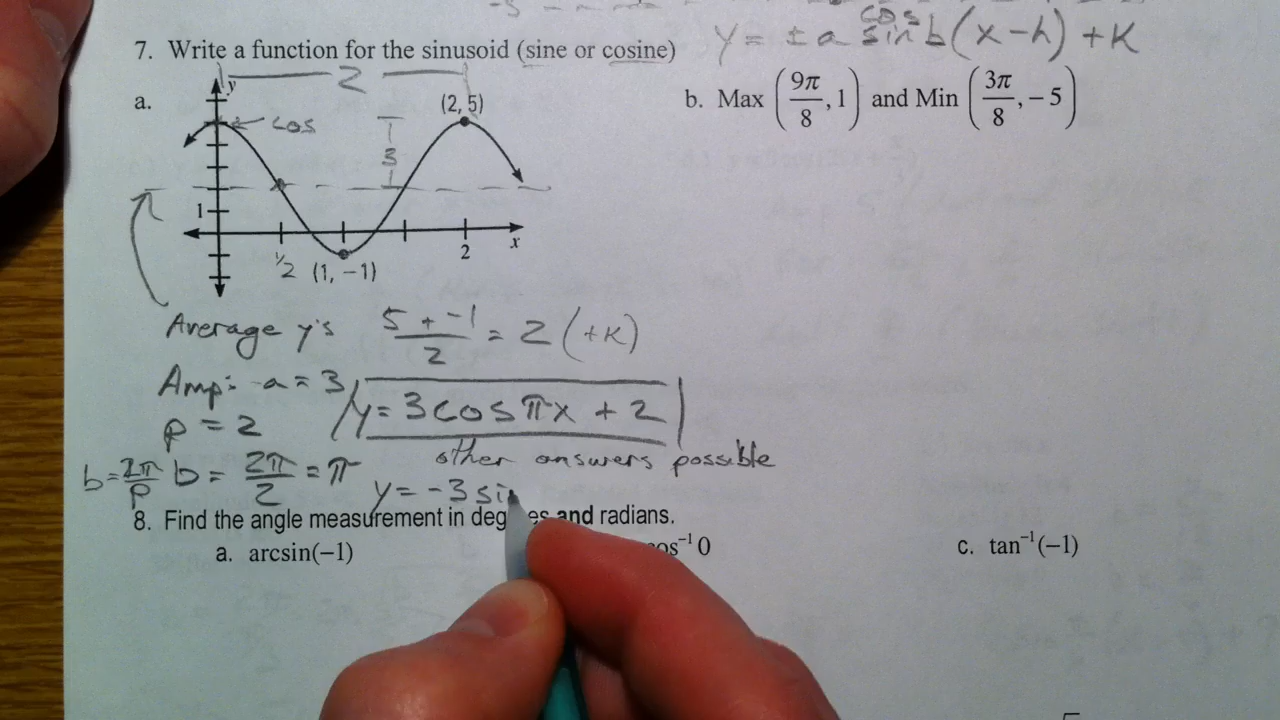 y = ± a sin b(x-h) + K
cos
7. Write a function for the sinusoid (sine or cosine)
2
a.
y
cos
(2, 5)
3
1
½ (1, −1)
2
x
b. Max (9π/8, 1) and Min (3π/8, −5)
Average y's 5 + -1 / 2 = 2 (+K)
Amp: a = 3
p = 2
y = 3 cos πx + 2
other answers possible
b = 2π/p b = 2π/2 = π
y = -3 sin
8. Find the angle measurement in deg es and radians.
a. arcsin(−1)
os⁻¹ 0
c. tan⁻¹(−1)